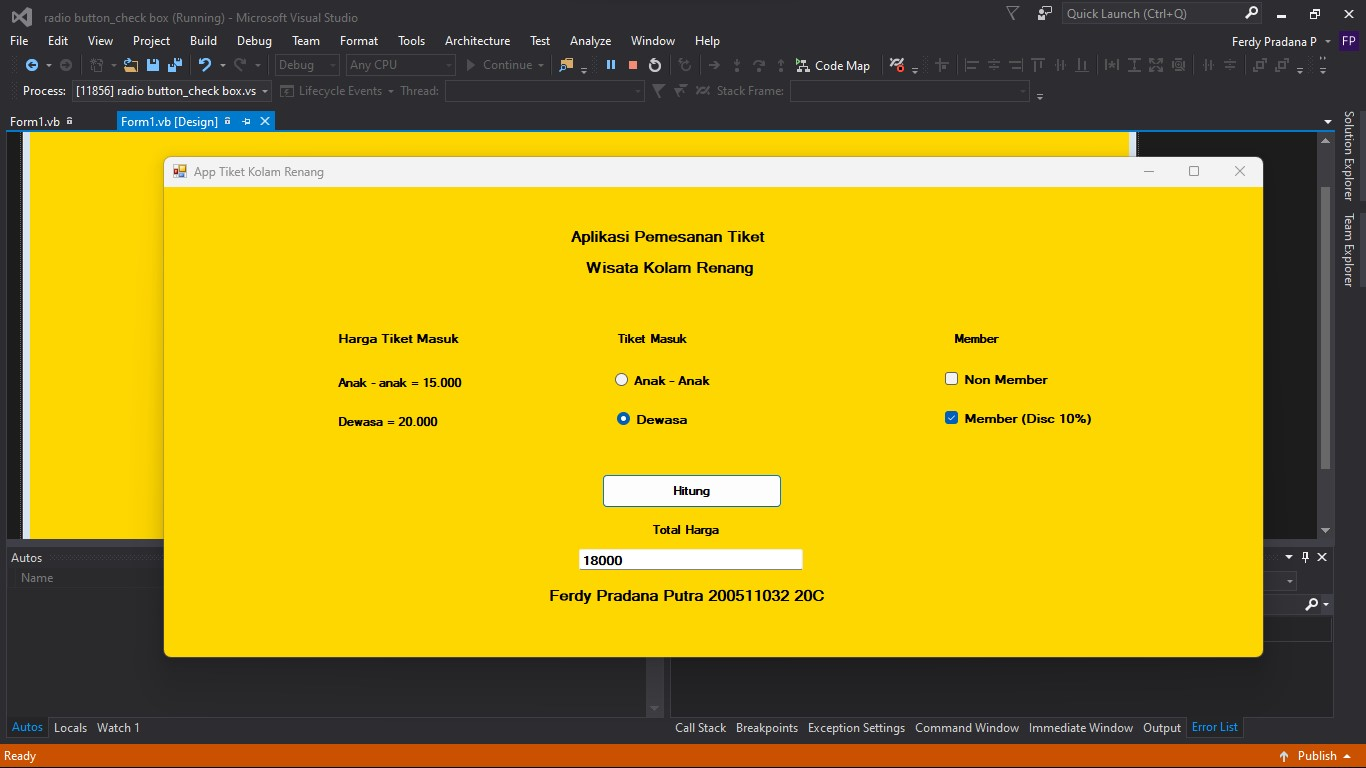 radio button_check box (Running) - Microsoft Visual Studio
Quick Launch (Ctrl+Q)
File Edit View Project Build Debug Team Format Tools Architecture Test Analyze Window Help
Ferdy Pradana P FP
Debug Any CPU Continue Code Map
Process: [11856] radio button_check box.vs Lifecycle Events Thread: Stack Frame:
Form1.vb Form1.vb [Design]
Solution Explorer
Team Explorer
App Tiket Kolam Renang
Aplikasi Pemesanan Tiket
Wisata Kolam Renang
Harga Tiket Masuk Tiket Masuk Member
Anak - anak = 15.000 Anak - Anak Non Member
Dewasa = 20.000 Dewasa Member (Disc 10%)
Hitung
Total Harga
18000
Ferdy Pradana Putra 200511032 20C
Autos
Name
Autos Locals Watch 1
Call Stack Breakpoints Exception Settings Command Window Immediate Window Output Error List
Ready
Publish